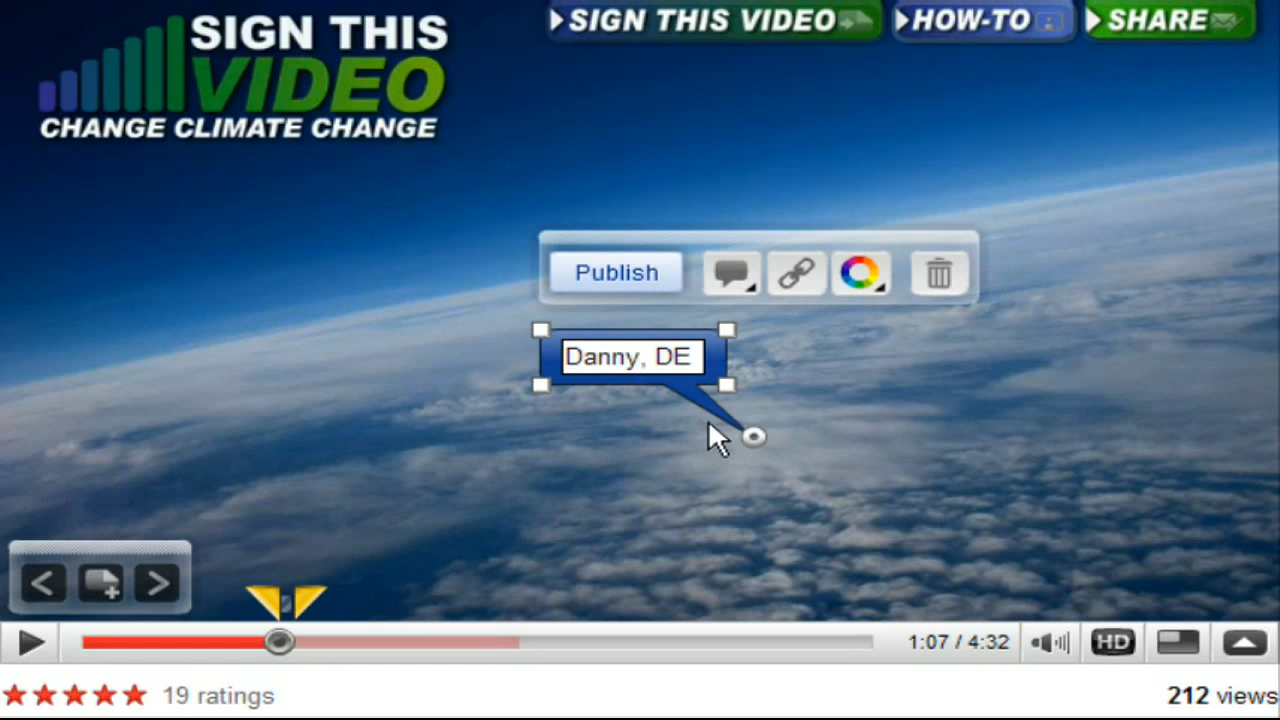 SIGN THIS
VIDEO
CHANGE CLIMATE CHANGE
SIGN THIS VIDEO
HOW-TO
SHARE
Publish
Danny, DE
1:07 / 4:32
HD
19 ratings
212 views